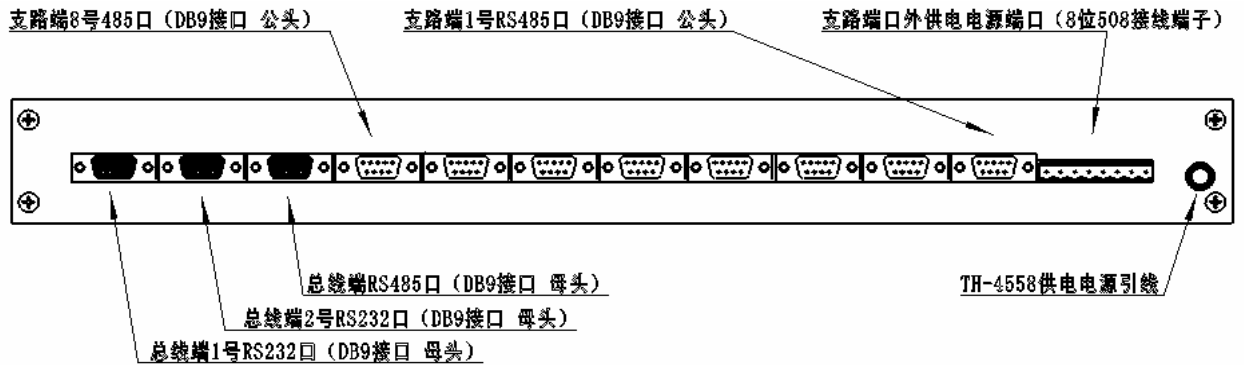 支路端8号485口（DB9接口 公头）
支路端1号RS485口（DB9接口 公头）
支路端口外供电电源端口（8位508接线端子）
总线端RS485口（DB9接口 母头）
TH-4558供电电源引线
总线端2号RS232口（DB9接口 母头）
总线端1号RS232口（DB9接口 母头）